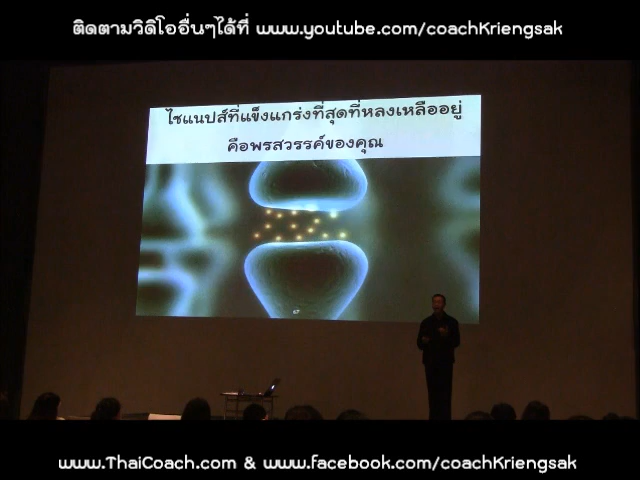 ติดตามวิดิโออื่นๆได้ที่ www.youtube.com/coachKriengsak
ไซแนปส์ที่แข็งแกร่งที่สุดที่หลงเหลืออยู่
คือพรสวรรค์ของคุณ
www.ThaiCoach.com & www.facebook.com/coachKriengsak